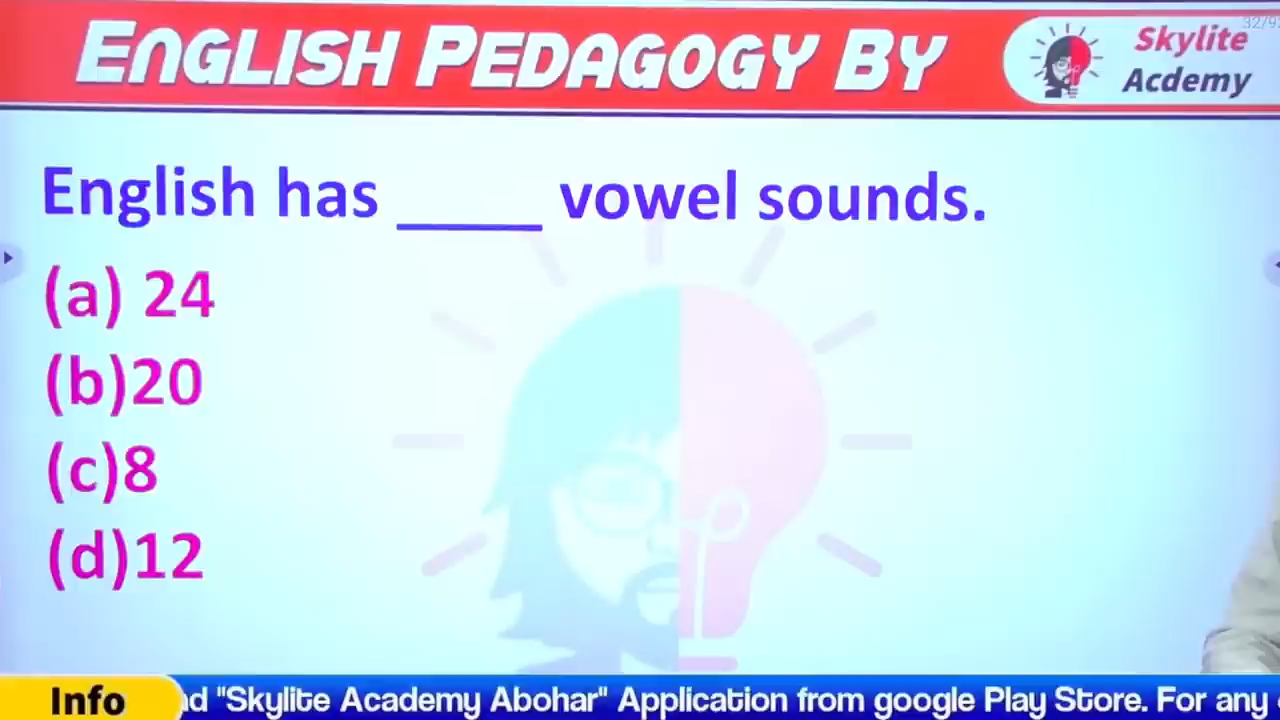 ENGLISH PEDAGOGY BY
Skylite
Acdemy
English has ____ vowel sounds.
(a) 24
(b)20
(c)8
(d)12
Info
"Skylite Academy Abohar" Application from google Play Store. For any